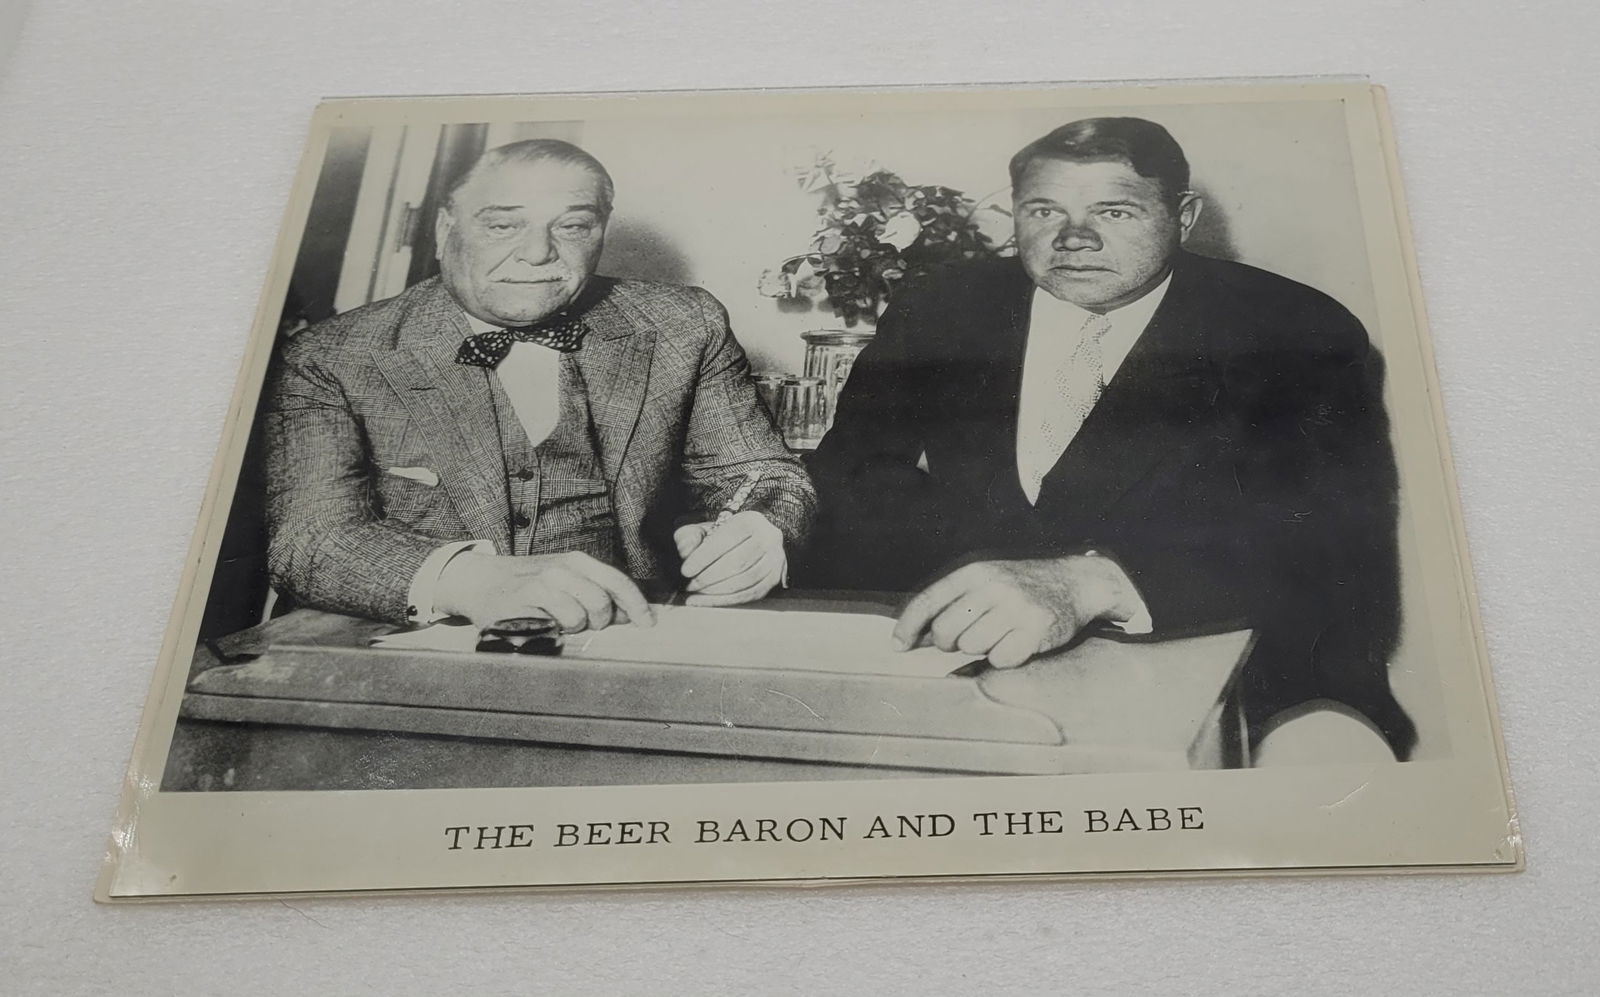 THE BEER BARON AND THE BABE